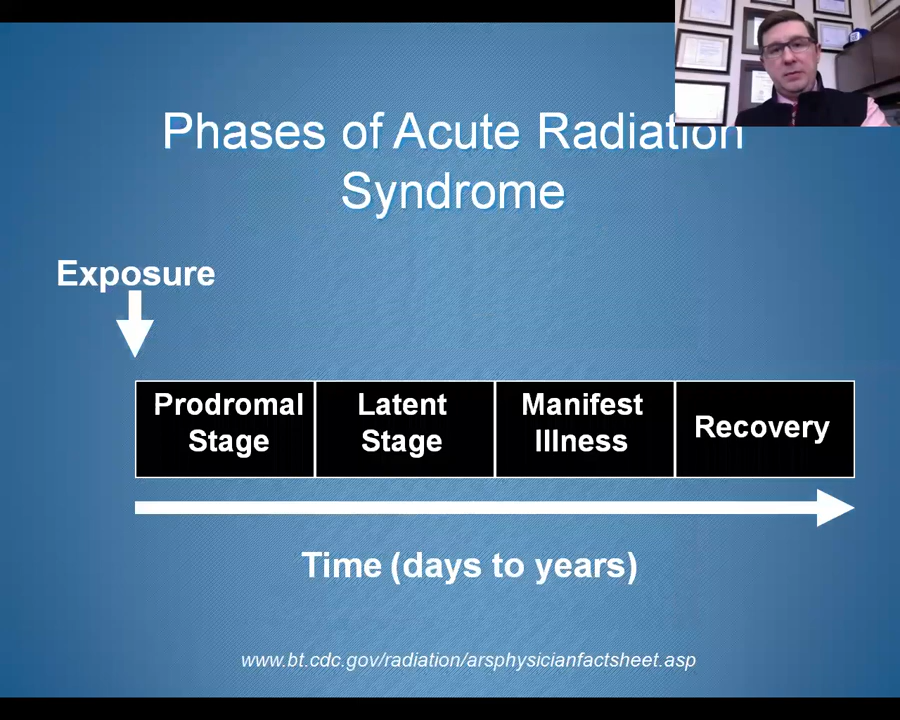 Phases of Acute Radiation
Syndrome
Exposure
Prodromal
Stage
Latent
Stage
Manifest
Illness
Recovery
Time (days to years)
www.bt.cdc.gov/radiation/arsphysicianfactsheet.asp